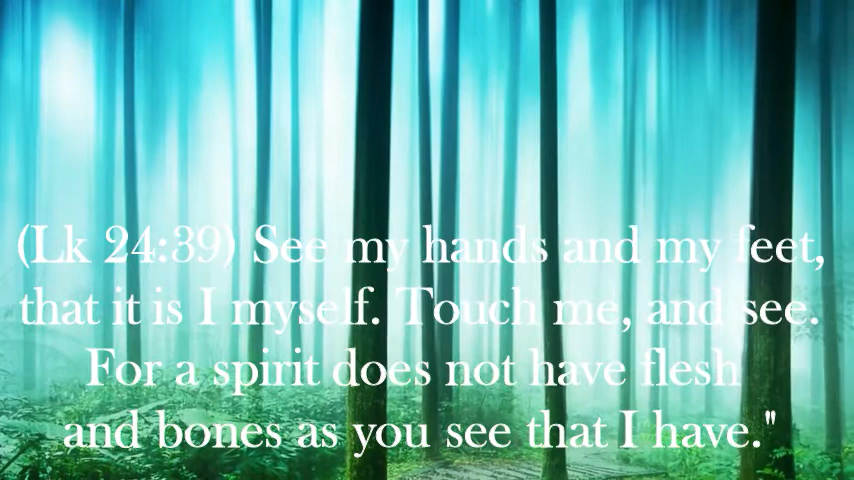 (Lk 24:39) See my hands and my feet,
that it is I myself. Touch me, and see.
For a spirit does not have flesh
and bones as you see that I have."